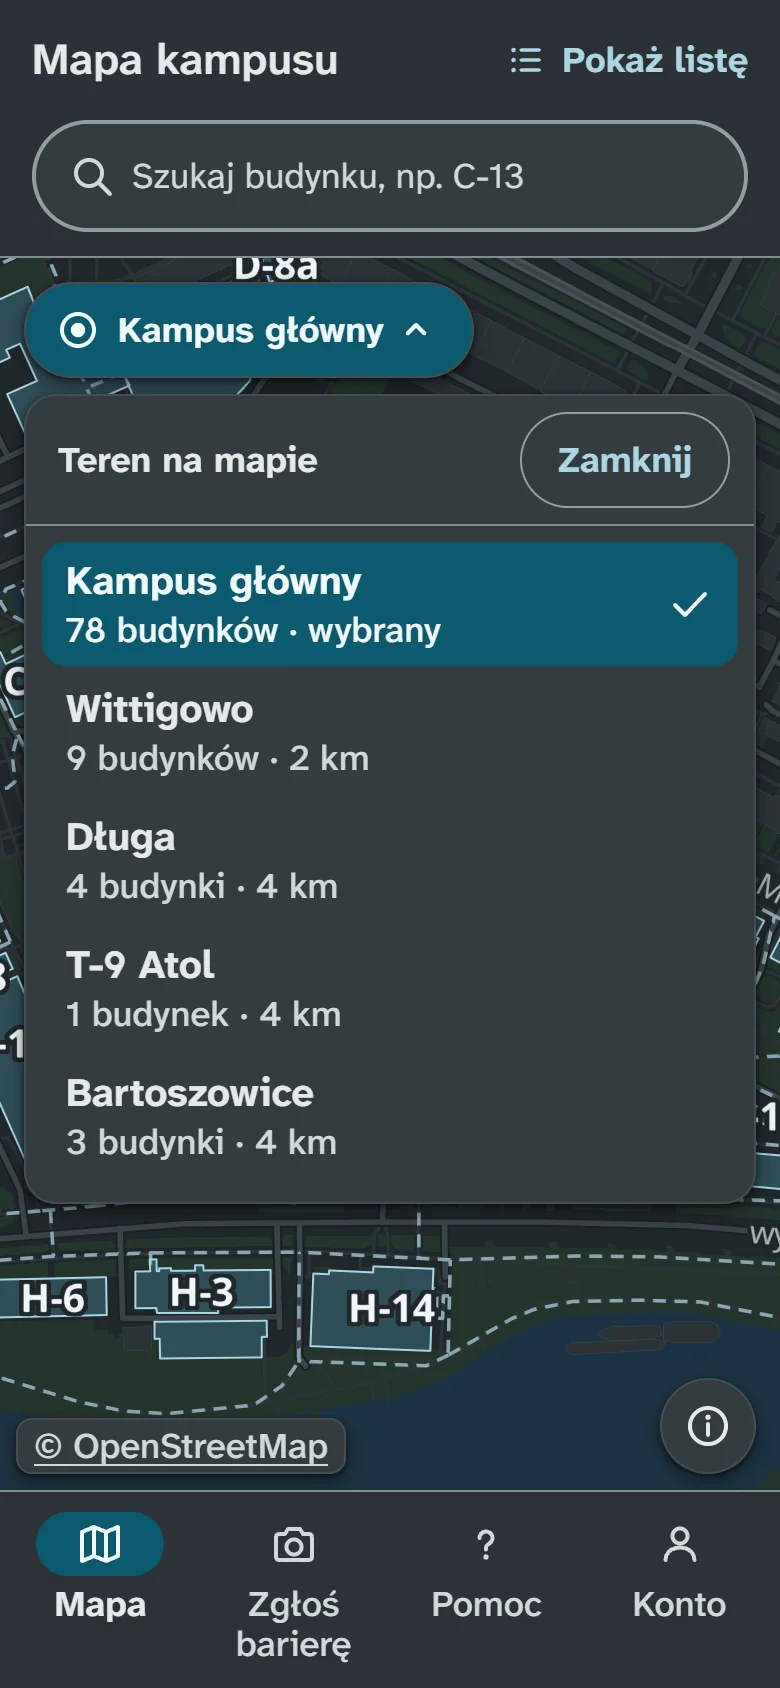 Mapa kampusu
Pokaż listę
Szukaj budynku, np. C-13
D-8a
Kampus główny
Teren na mapie
Zamknij
Kampus główny
78 budynków · wybrany
Wittigowo
9 budynków · 2 km
Długa
4 budynki · 4 km
T-9 Atol
1 budynek · 4 km
Bartoszowice
3 budynki · 4 km
H-6
H-3
H-14
© OpenStreetMap
Mapa
Zgłoś
barierę
Pomoc
Konto